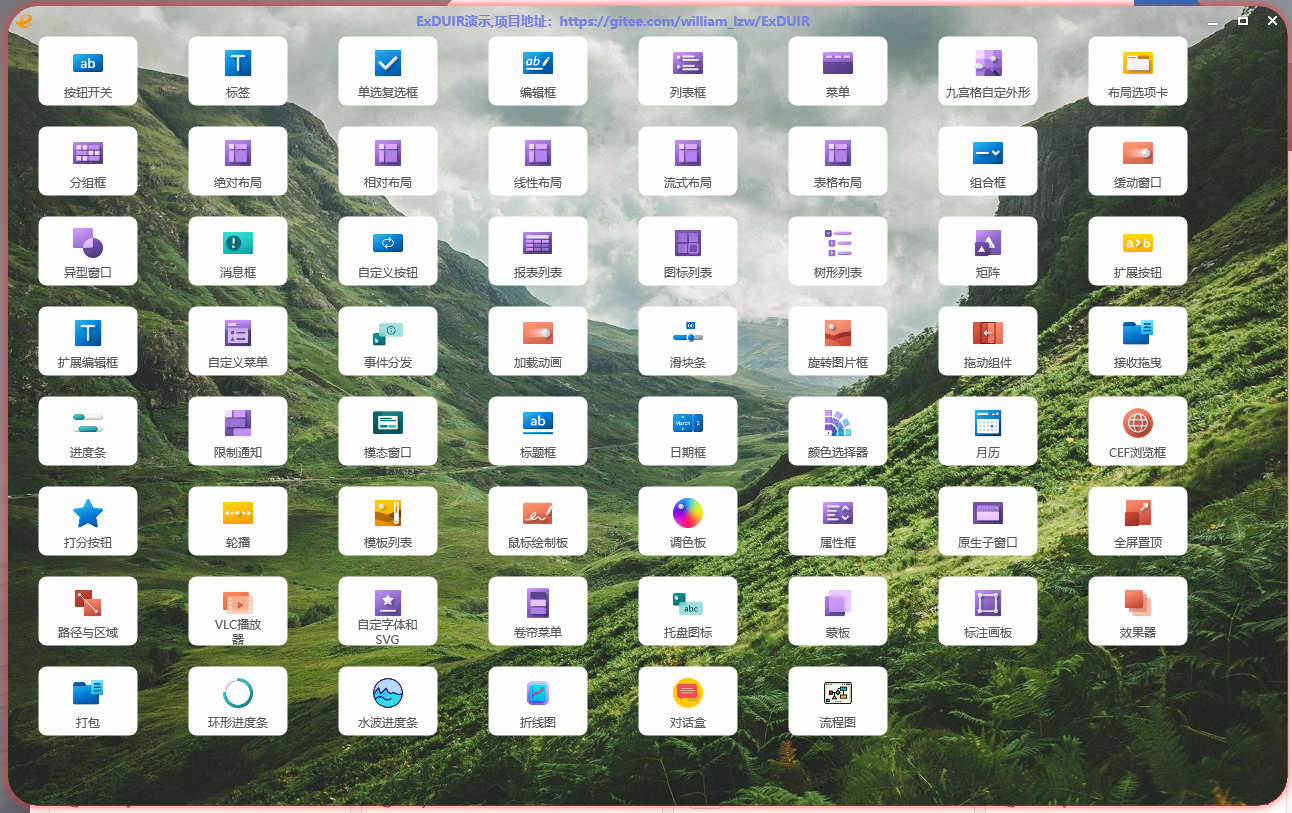 ExDUIR演示,项目地址：https://gitee.com/william_lzw/ExDUIR
ab
按钮开关
T
标签
单选复选框
ab
编辑框
列表框
菜单
九宫格自定外形
布局选项卡
分组框
绝对布局
相对布局
线性布局
流式布局
表格布局
组合框
缓动窗口
异型窗口
消息框
自定义按钮
报表列表
图标列表
树形列表
矩阵
a>b
扩展按钮
T
扩展编辑框
自定义菜单
事件分发
加载动画
60
滑块条
旋转图片框
拖动组件
接收拖曳
进度条
限制通知
模态窗口
ab
标题框
March 2
日期框
颜色选择器
月历
CEF浏览框
打分按钮
轮播
模板列表
鼠标绘制板
调色板
属性框
原生子窗口
全屏置顶
路径与区域
VLC播放
器
自定字体和
SVG
卷帘菜单
abc
托盘图标
蒙板
标注画板
效果器
打包
环形进度条
水波进度条
折线图
对话盒
流程图